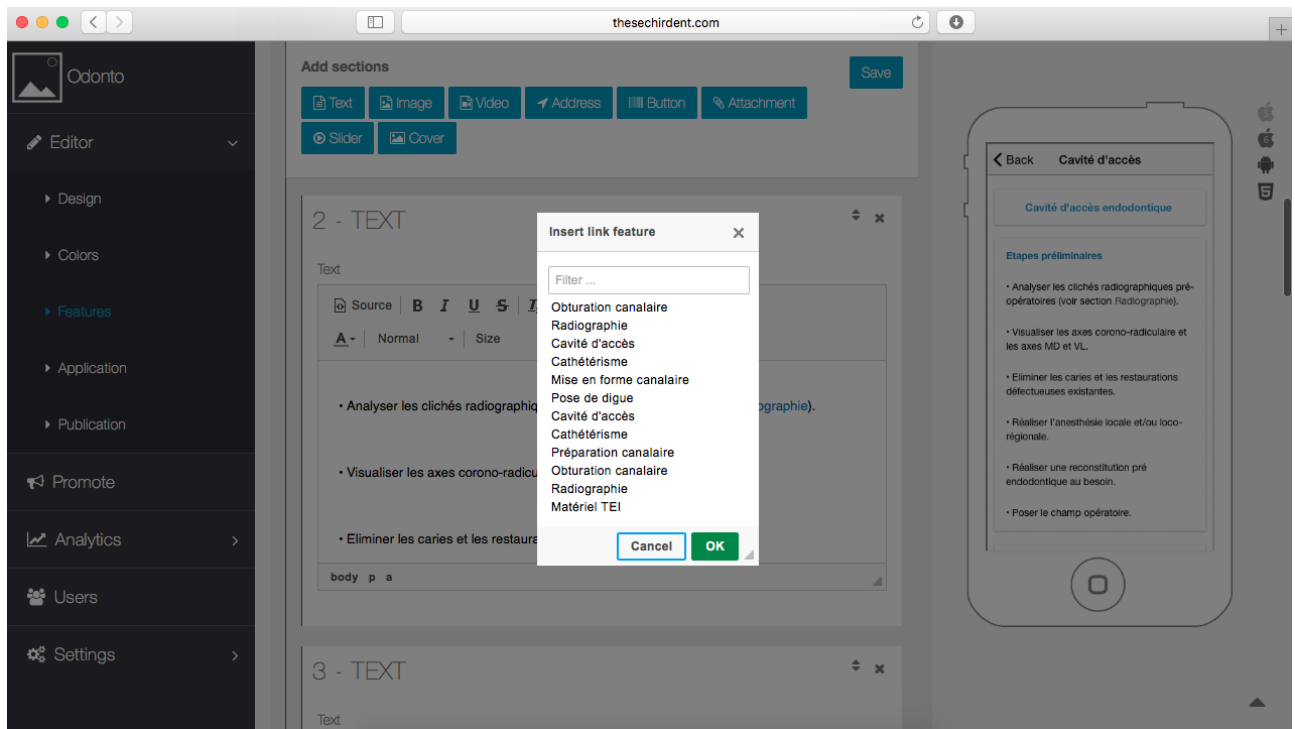 thesechirdent.com
Odonto
Editor
Design
Colors
Features
Application
Publication
Promote
Analytics
Users
Settings
Add sections
Save
Text
Image
Video
Address
Button
Attachment
Slider
Cover
2 - TEXT
Text
Source B I U S
A Normal Size
• Analyser les clichés radiographiq
ographie).
• Visualiser les axes corono-radicu
• Eliminer les caries et les restaura
body p a
3 - TEXT
Text
Insert link feature
Filter ...
Obturation canalaire
Radiographie
Cavité d'accès
Cathétérisme
Mise en forme canalaire
Pose de digue
Cavité d'accès
Cathétérisme
Préparation canalaire
Obturation canalaire
Radiographie
Matériel TEI
Cancel OK
Back Cavité d'accès
Cavité d'accès endodontique
Etapes préliminaires
• Analyser les clichés radiographiques pré-
opératoires (voir section Radiographie).
• Visualiser les axes corono-radiculaire et
les axes MD et VL.
• Eliminer les caries et les restaurations
défectueuses existantes.
• Réaliser l'anesthésie locale et/ou loco-
régionale.
• Réaliser une reconstitution pré
endodontique au besoin.
• Poser le champ opératoire.